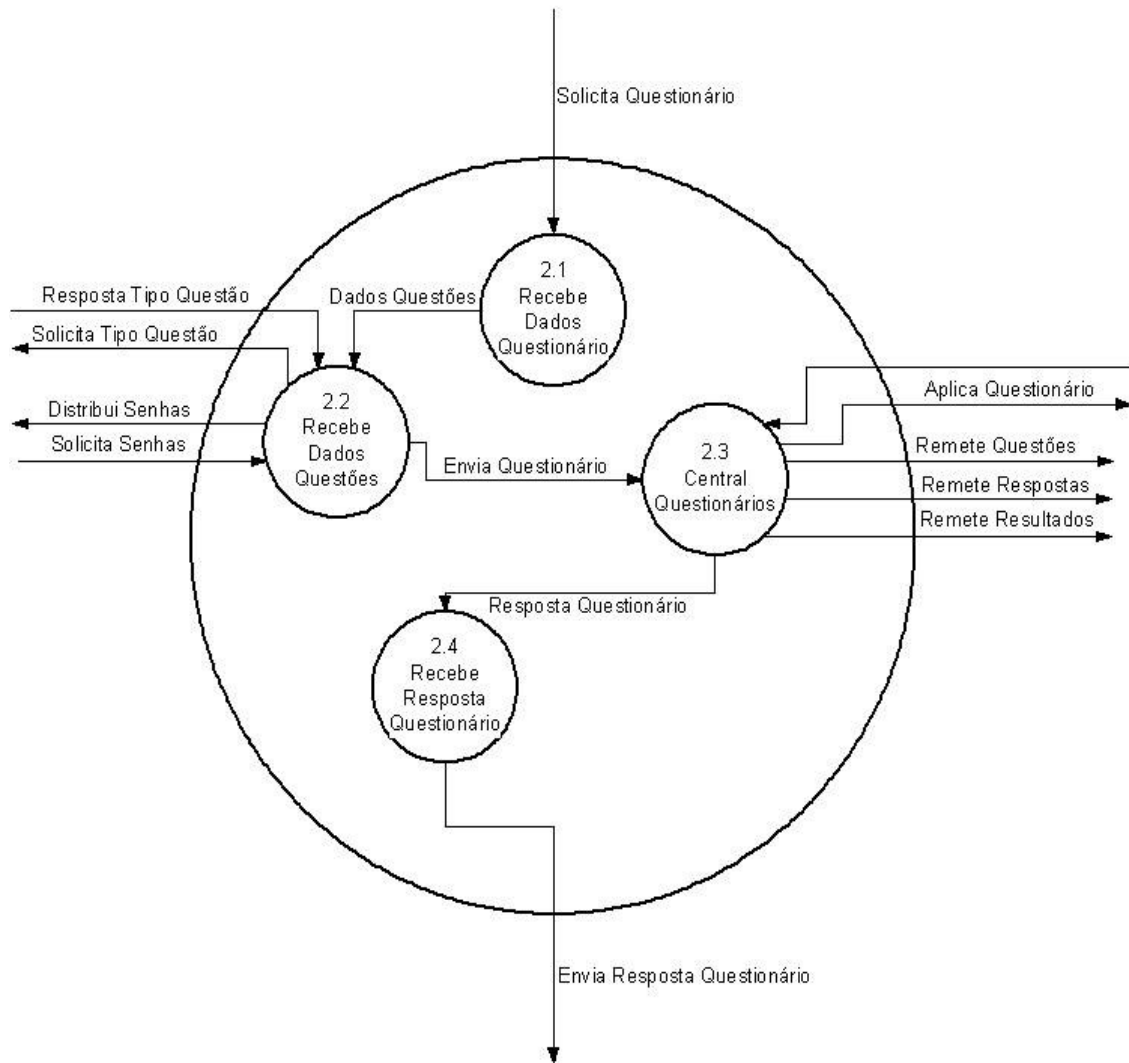 Solicita Questionário
2.1
Recebe
Dados
Questionário
Resposta Tipo Questão
Dados Questões
Solicita Tipo Questão
2.2
Recebe
Dados
Questões
Distribui Senhas
Solicita Senhas
Envia Questionário
2.3
Central
Questionários
Aplica Questionário
Remete Questões
Remete Respostas
Remete Resultados
Resposta Questionário
2.4
Recebe
Resposta
Questionário
Envia Resposta Questionário